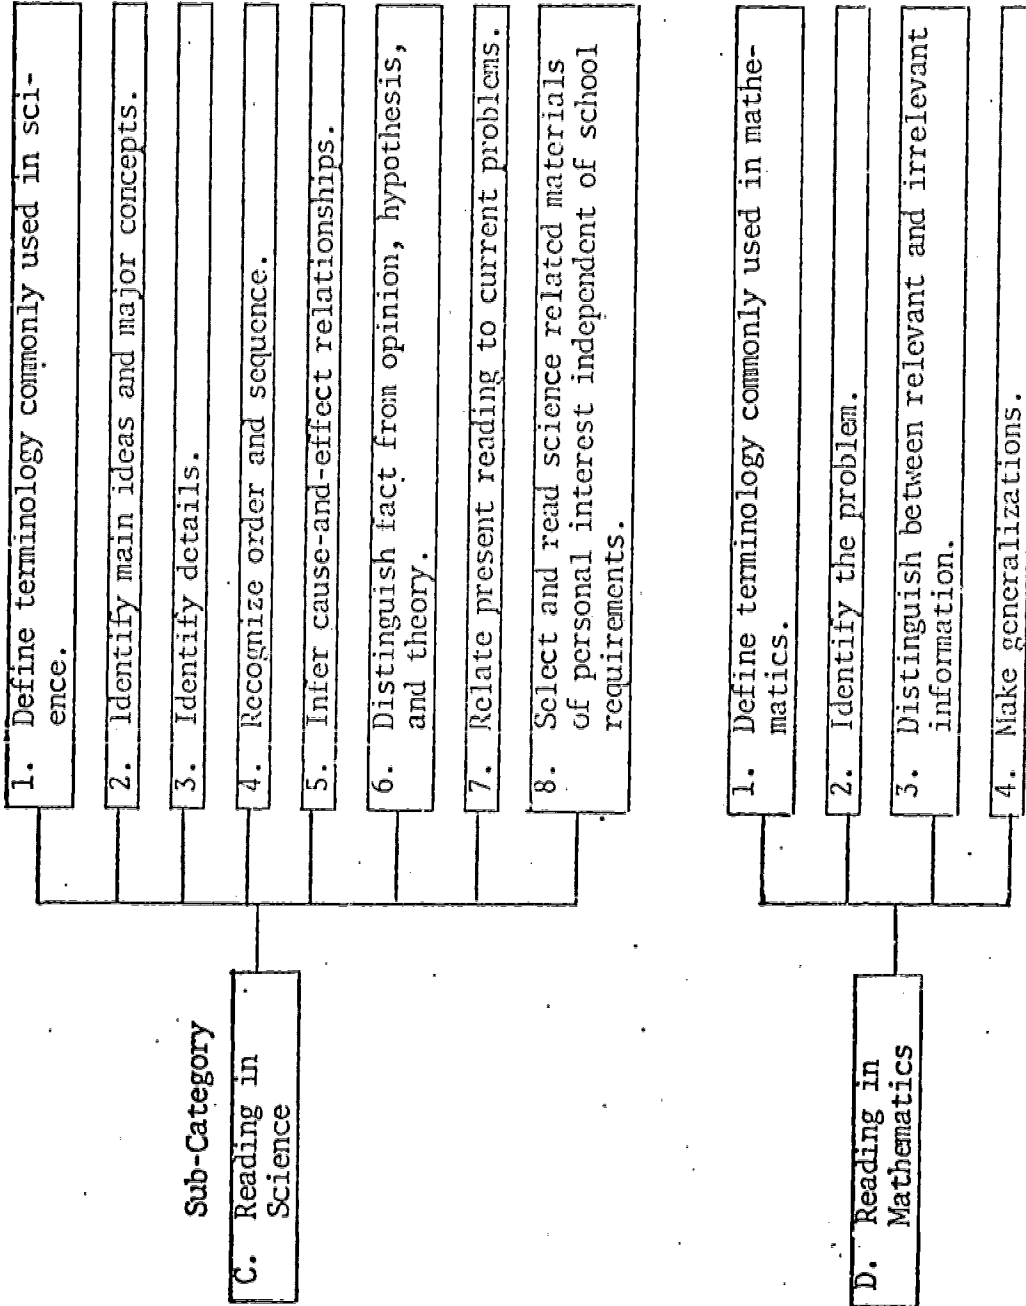 Sub-Category
C. Reading in
Science
1. Define terminology commonly used in sci-
ence.
2. Identify main ideas and major concepts.
3. Identify details.
4. Recognize order and sequence.
5. Infer cause-and-effect relationships.
6. Distinguish fact from opinion, hypothesis,
and theory.
7. Relate present reading to current problems.
8. Select and read science related materials
of personal interest independent of school
requirements.
D. Reading in
Mathematics
1. Define terminology commonly used in mathe-
matics.
2. Identify the problem.
3. Distinguish between relevant and irrelevant
information.
4. Make generalizations.